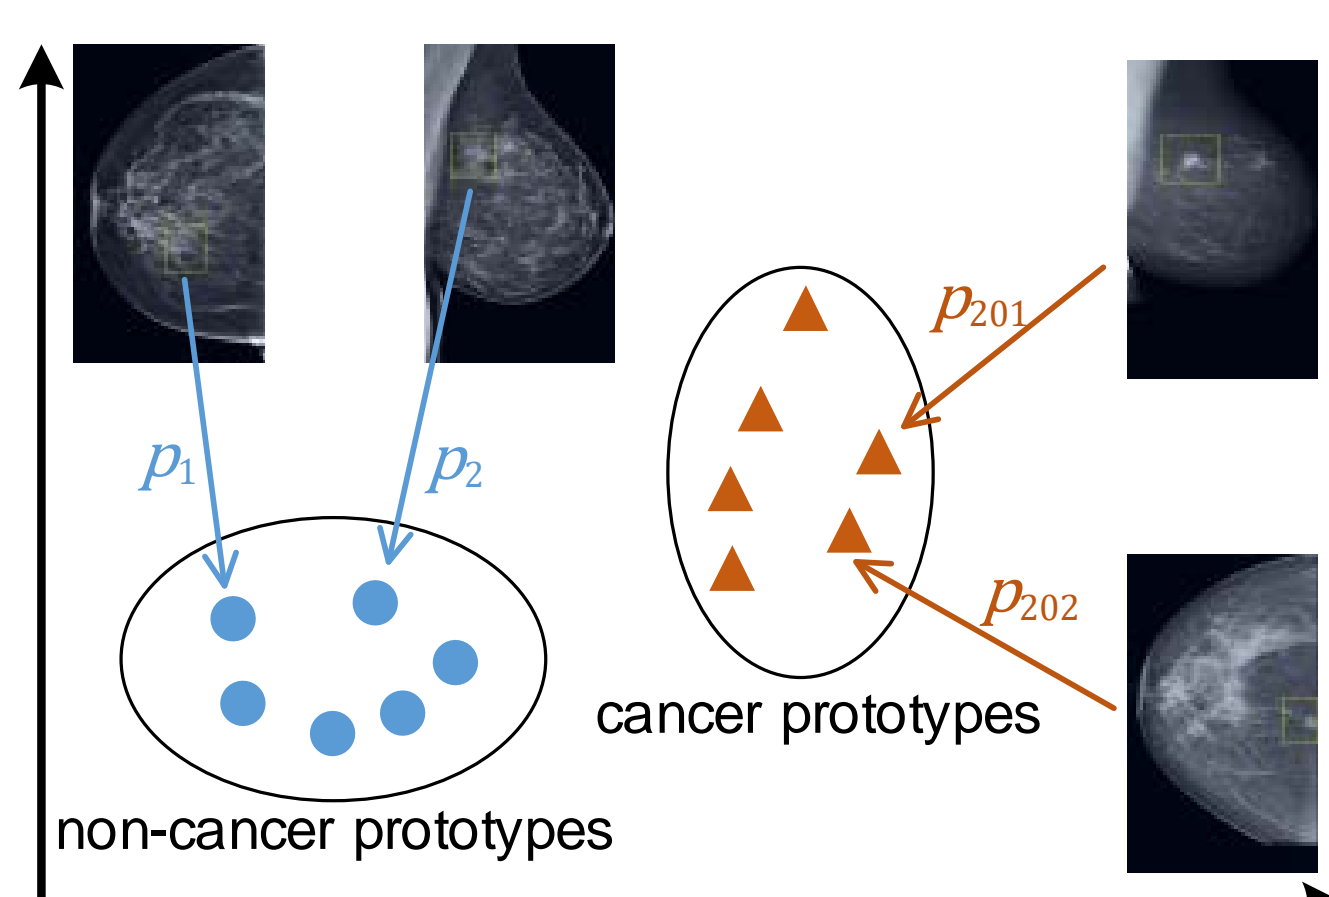 p201
p1
p2
p202
cancer prototypes
non-cancer prototypes